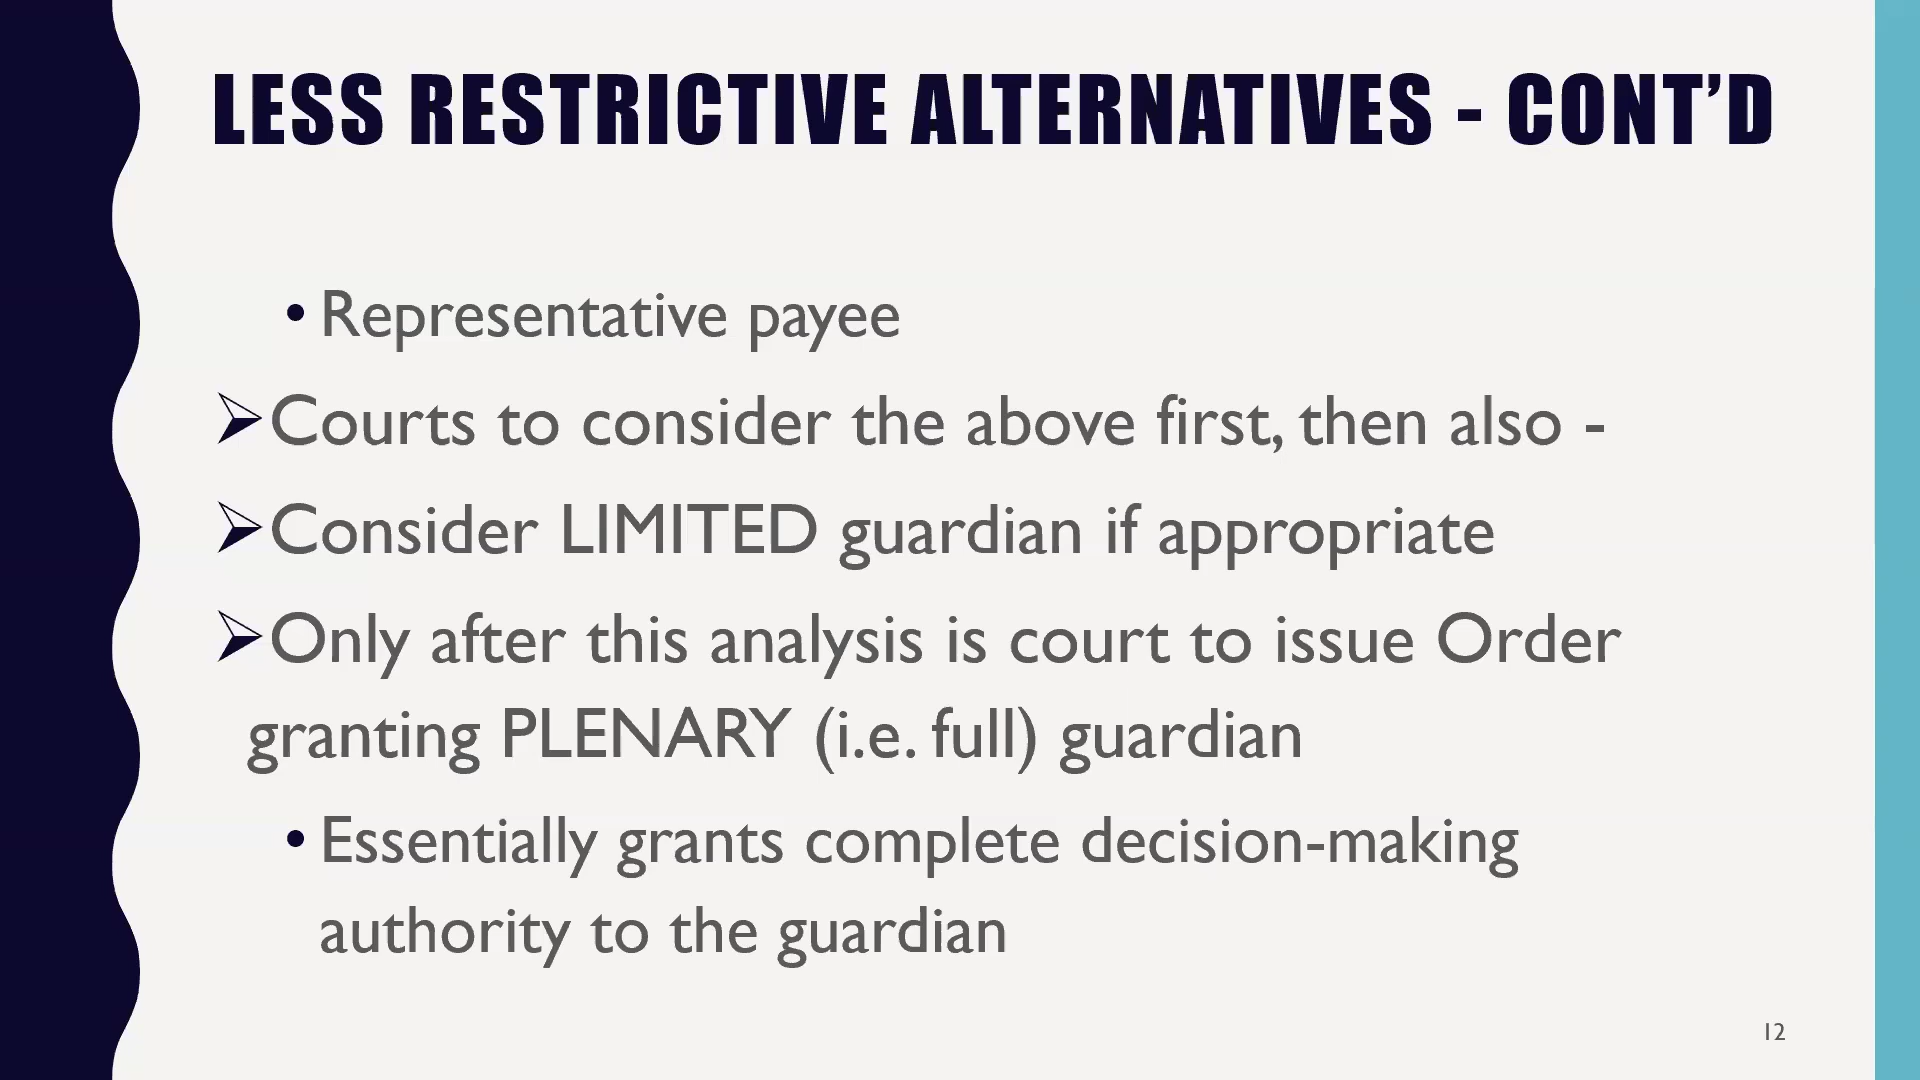 LESS RESTRICTIVE ALTERNATIVES - CONT’D
• Representative payee
➢Courts to consider the above first, then also -
➢Consider LIMITED guardian if appropriate
➢Only after this analysis is court to issue Order
granting PLENARY (i.e. full) guardian
• Essentially grants complete decision-making
authority to the guardian
12